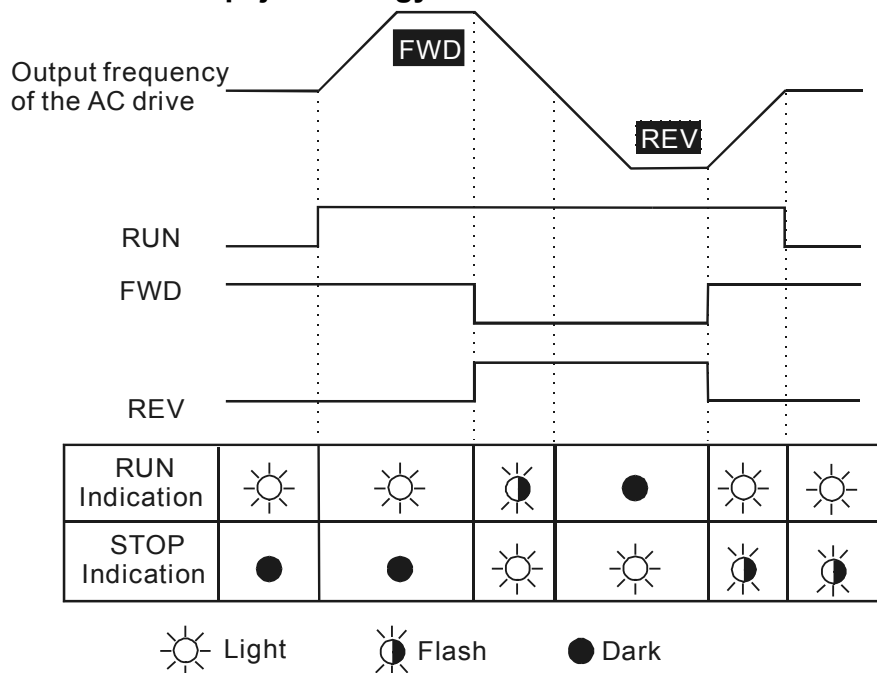 FWD
Output frequency
of the AC drive
REV
RUN
FWD
REV
RUN
Indication
STOP
Indication
Light
Flash
Dark